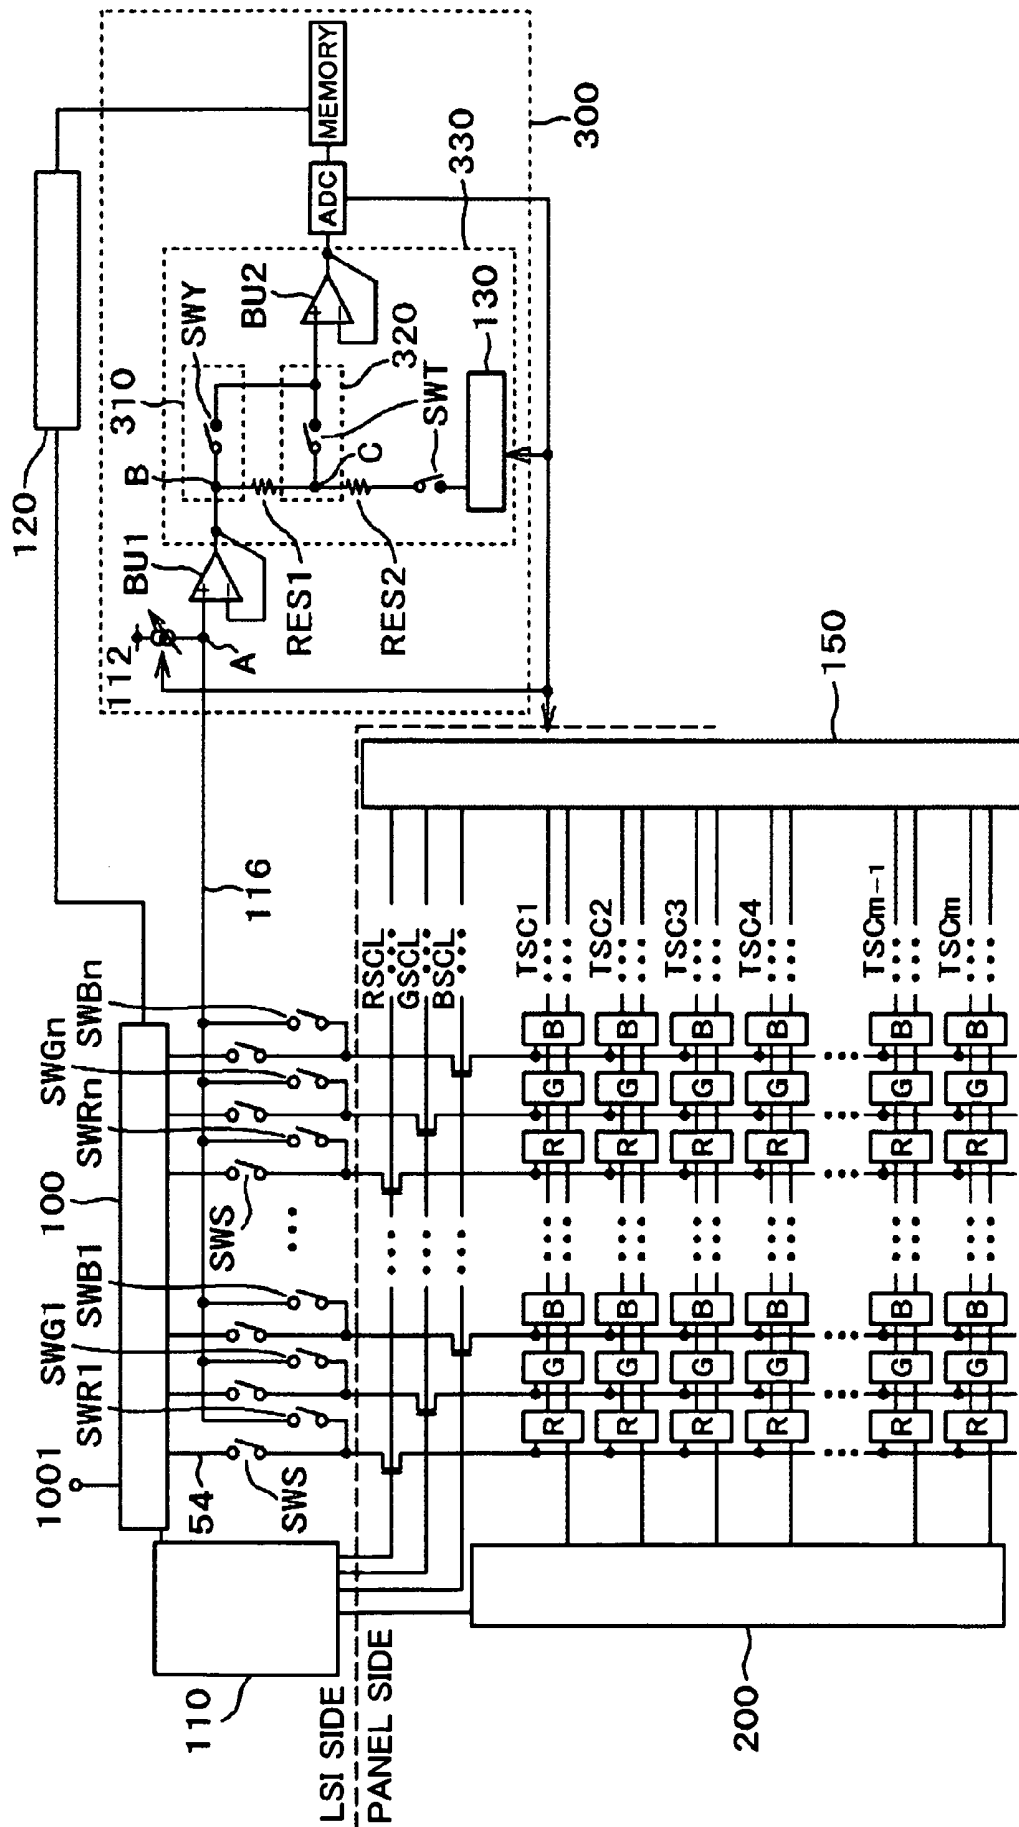 120
112
BU1
A
B
310
SWY
BU2
ADC
MEMORY
300
330
320
C
SWT
130
RES1
RES2
116
1001
100
54
SWR1
SWG1
SWB1
SWRn
SWGn
SWBn
SWS
SWS
110
LSI SIDE
PANEL SIDE
RSCL
GSCL
BSCL
150
R G B R G B TSC1
R G B R G B TSC2
R G B R G B TSC3
R G B R G B TSC4
R G B R G B TSCm-1
R G B R G B TSCm
200